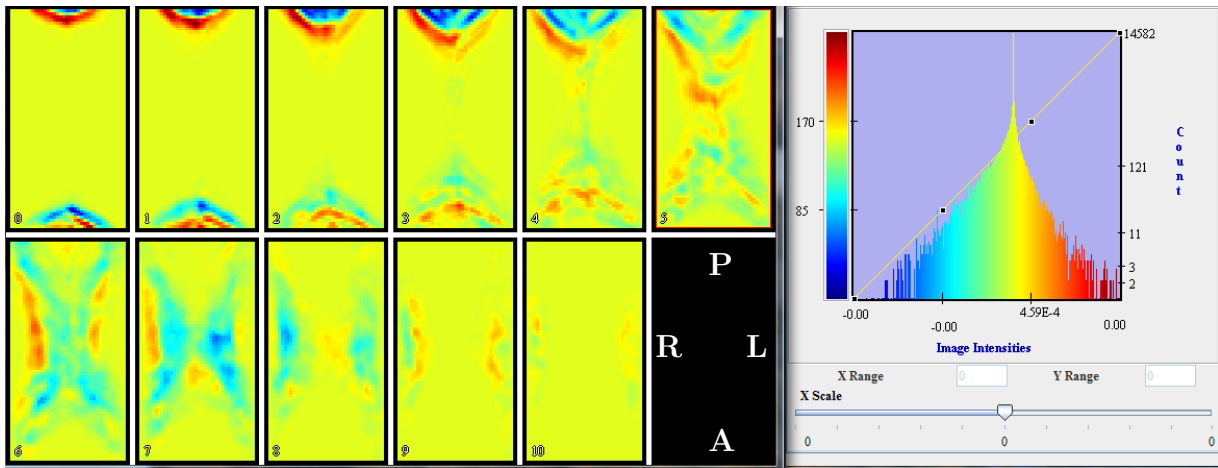 0 1 2 3 4 5
6 7 8 9 10
P
R L
A
14582
170
121
85
11
3
2
-0.00 4.59E-4 0.00
-0.00
Count
Image Intensities
X Range 0 Y Range 0
X Scale
0 0 0